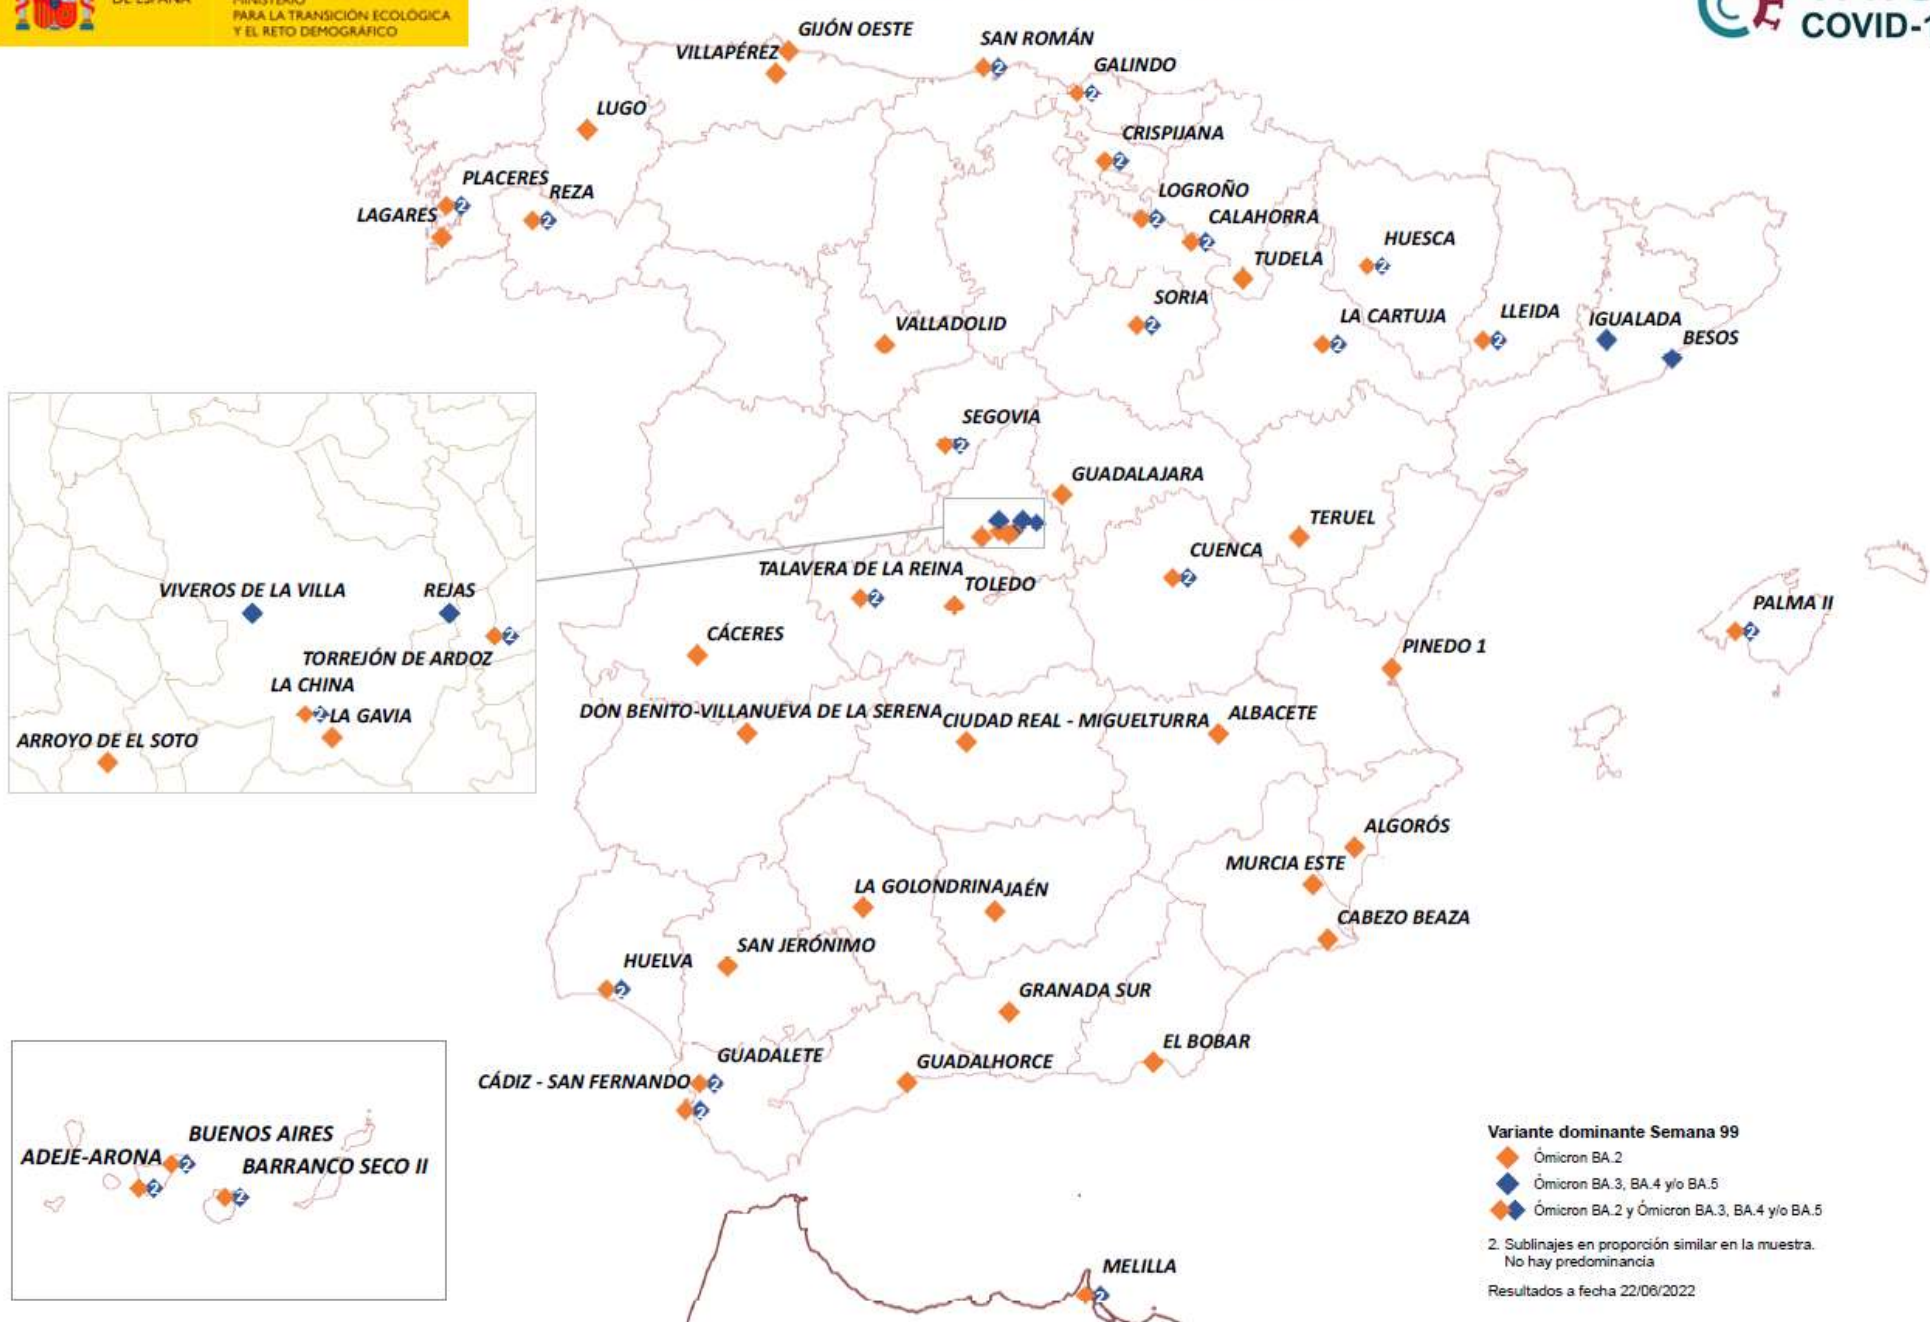 DE ESPAÑA
MINISTERIO
PARA LA TRANSICIÓN ECOLÓGICA
Y EL RETO DEMOGRÁFICO
COVID-1
GIJÓN OESTE
VILLAPÉREZ
SAN ROMÁN
GALINDO
LUGO
CRISPIJANA
PLACERES
REZA
LAGARES
LOGROÑO
CALAHORRA
TUDELA
HUESCA
SORIA
VALLADOLID
LA CARTUJA
LLEIDA
IGUALADA
BESOS
SEGOVIA
GUADALAJARA
TERUEL
CUENCA
TALAVERA DE LA REINA
TOLEDO
CÁCERES
PALMA II
PINEDO 1
DON BENITO-VILLANUEVA DE LA SERENA
CIUDAD REAL - MIGUELTURRA
ALBACETE
ALGORÓS
MURCIA ESTE
LA GOLONDRINA
JAÉN
CABEZO BEAZA
SAN JERÓNIMO
HUELVA
GRANADA SUR
EL BOBAR
GUADALETE
GUADALHORCE
CÁDIZ - SAN FERNANDO
MELILLA
VIVEROS DE LA VILLA
REJAS
TORREJÓN DE ARDOZ
LA CHINA
LA GAVIA
ARROYO DE EL SOTO
BUENOS AIRES
ADEJE-ARONA
BARRANCO SECO II
Variante dominante Semana 99
Ómicron BA.2
Ómicron BA.3, BA.4 y/o BA.5
Ómicron BA.2 y Ómicron BA.3, BA.4 y/o BA.5
2. Sublinajes en proporción similar en la muestra.
No hay predominancia
Resultados a fecha 22/06/2022